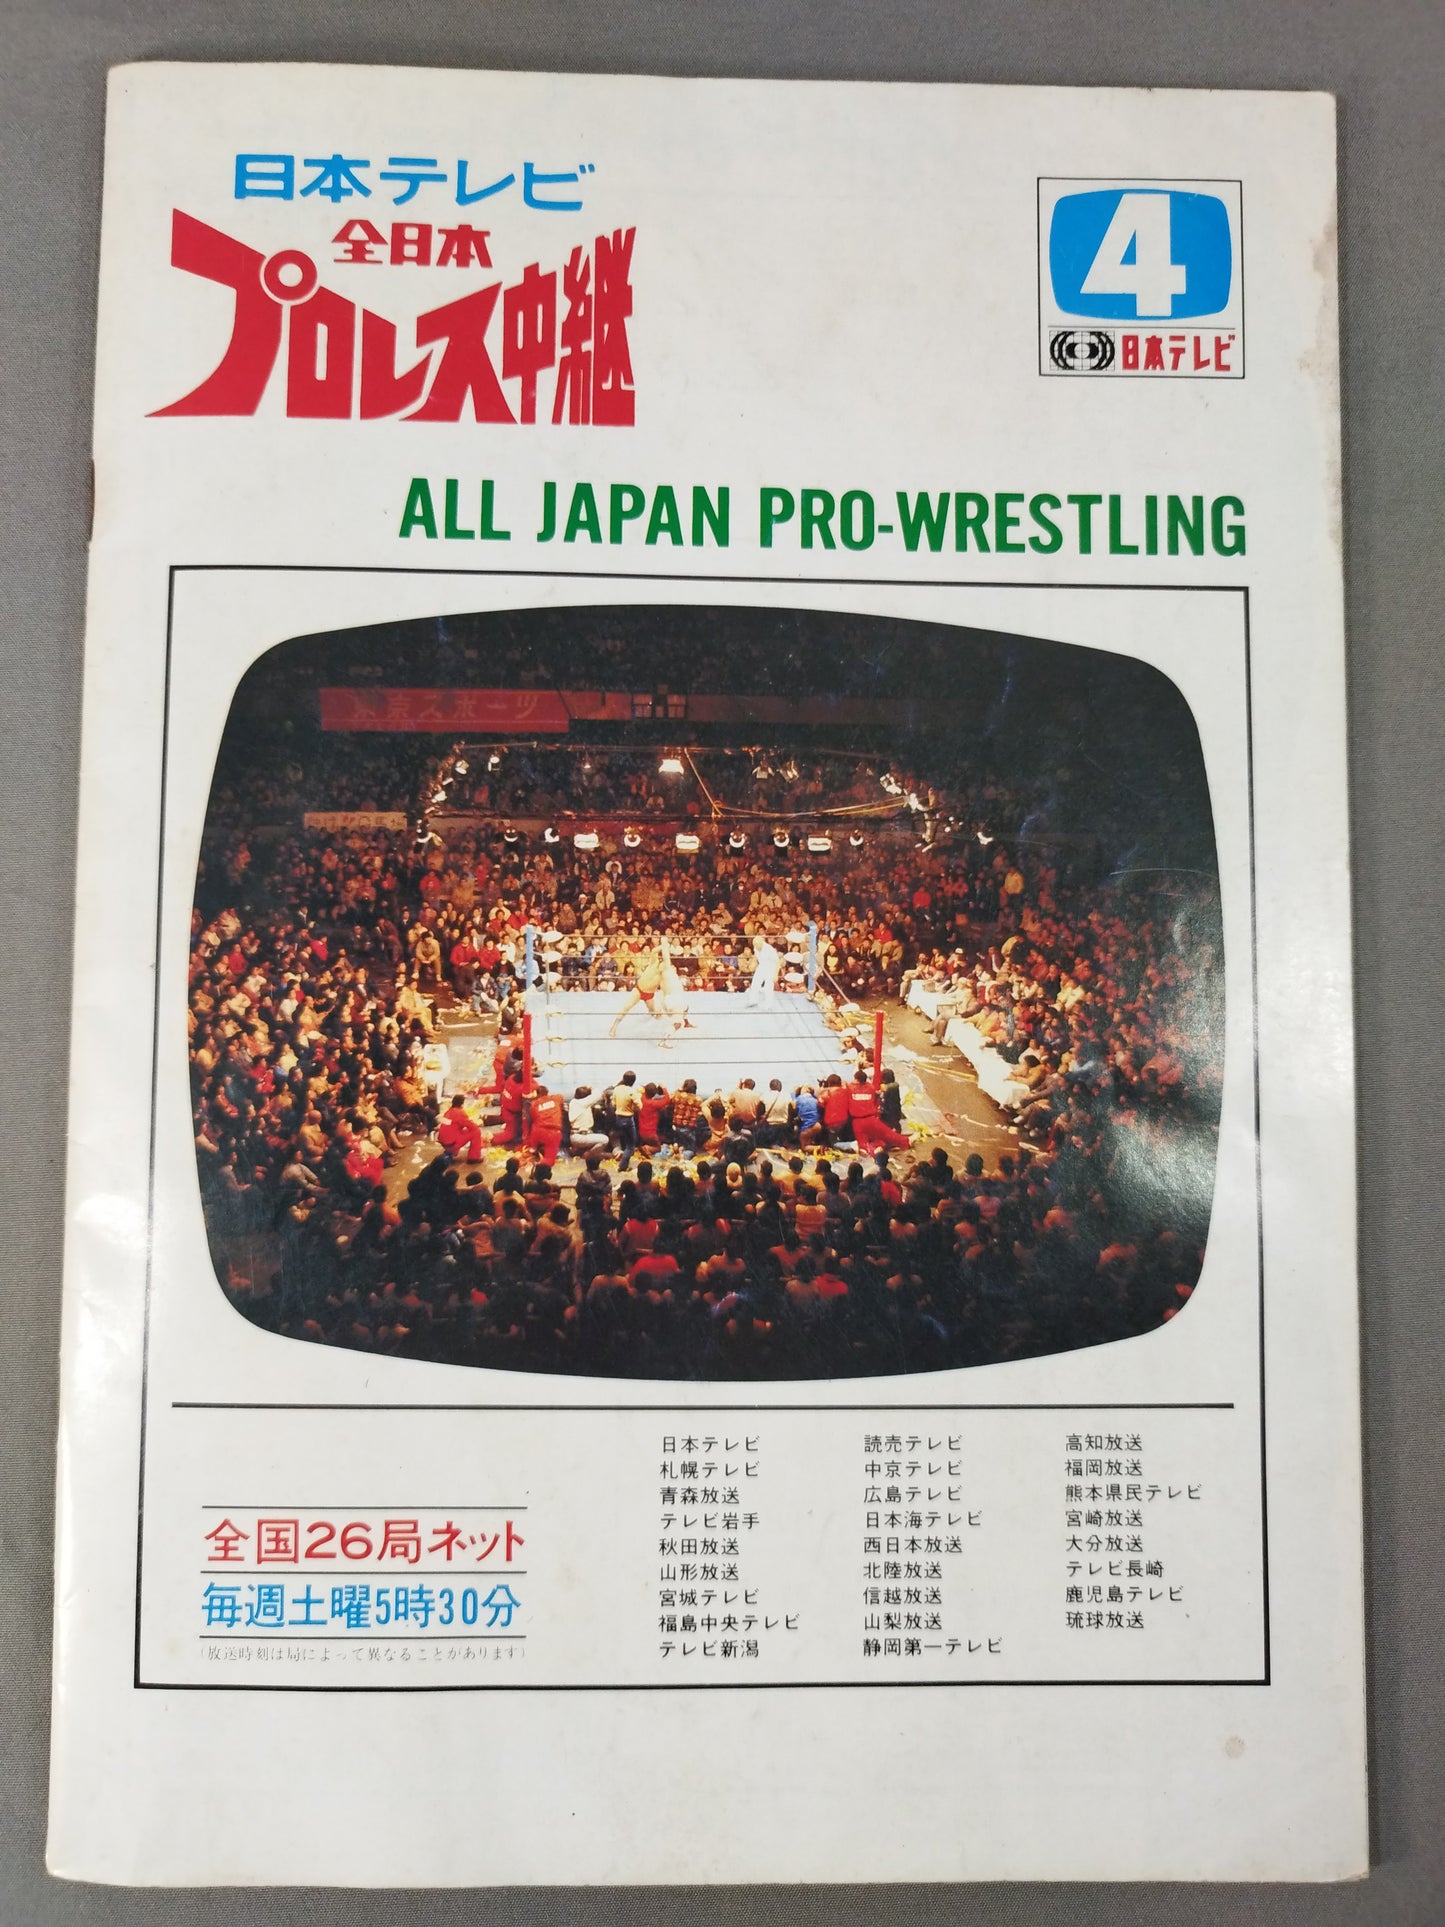 日本テレビ
全日本
プロレス中継
4
日本テレビ
ALL JAPAN PRO-WRESTLING
東京スポーツ
全国26局ネット
毎週土曜5時30分
(放送時刻は局によって異なることがあります)
日本テレビ
札幌テレビ
青森放送
テレビ岩手
秋田放送
山形放送
宮城テレビ
福島中央テレビ
テレビ新潟
読売テレビ
中京テレビ
広島テレビ
日本海テレビ
西日本放送
北陸放送
信越放送
山梨放送
静岡第一テレビ
高知放送
福岡放送
熊本県民テレビ
宮崎放送
大分放送
テレビ長崎
鹿児島テレビ
琉球放送